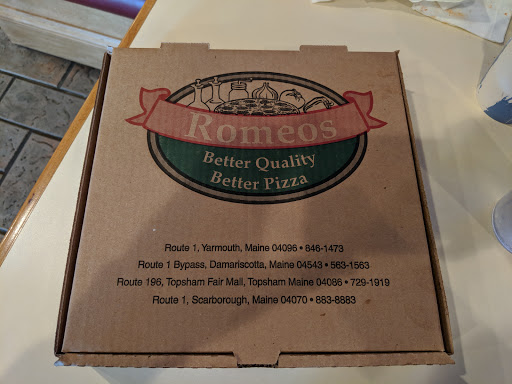 Romeos
Better Quality
Better Pizza
Route 1, Yarmouth, Maine 04096 • 846-1473
Route 1 Bypass, Damariscotta, Maine 04543 • 563-1563
Route 196, Topsham Fair Mall, Topsham Maine 04086 • 729-1919
Route 1, Scarborough, Maine 04070 • 883-8883